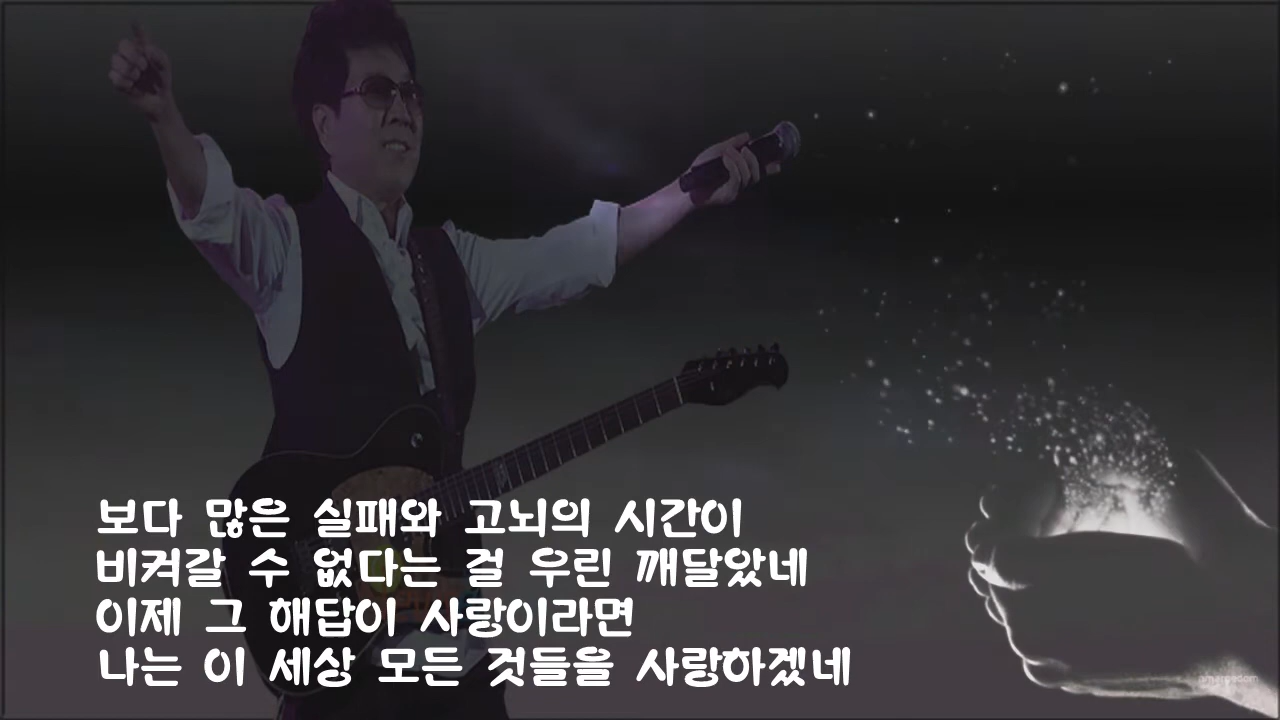 보다 많은 실패와 고뇌의 시간이
비켜갈 수 없다는 걸 우린 깨달았네
이제 그 해답이 사랑이라면
나는 이 세상 모든 것들을 사랑하겠네